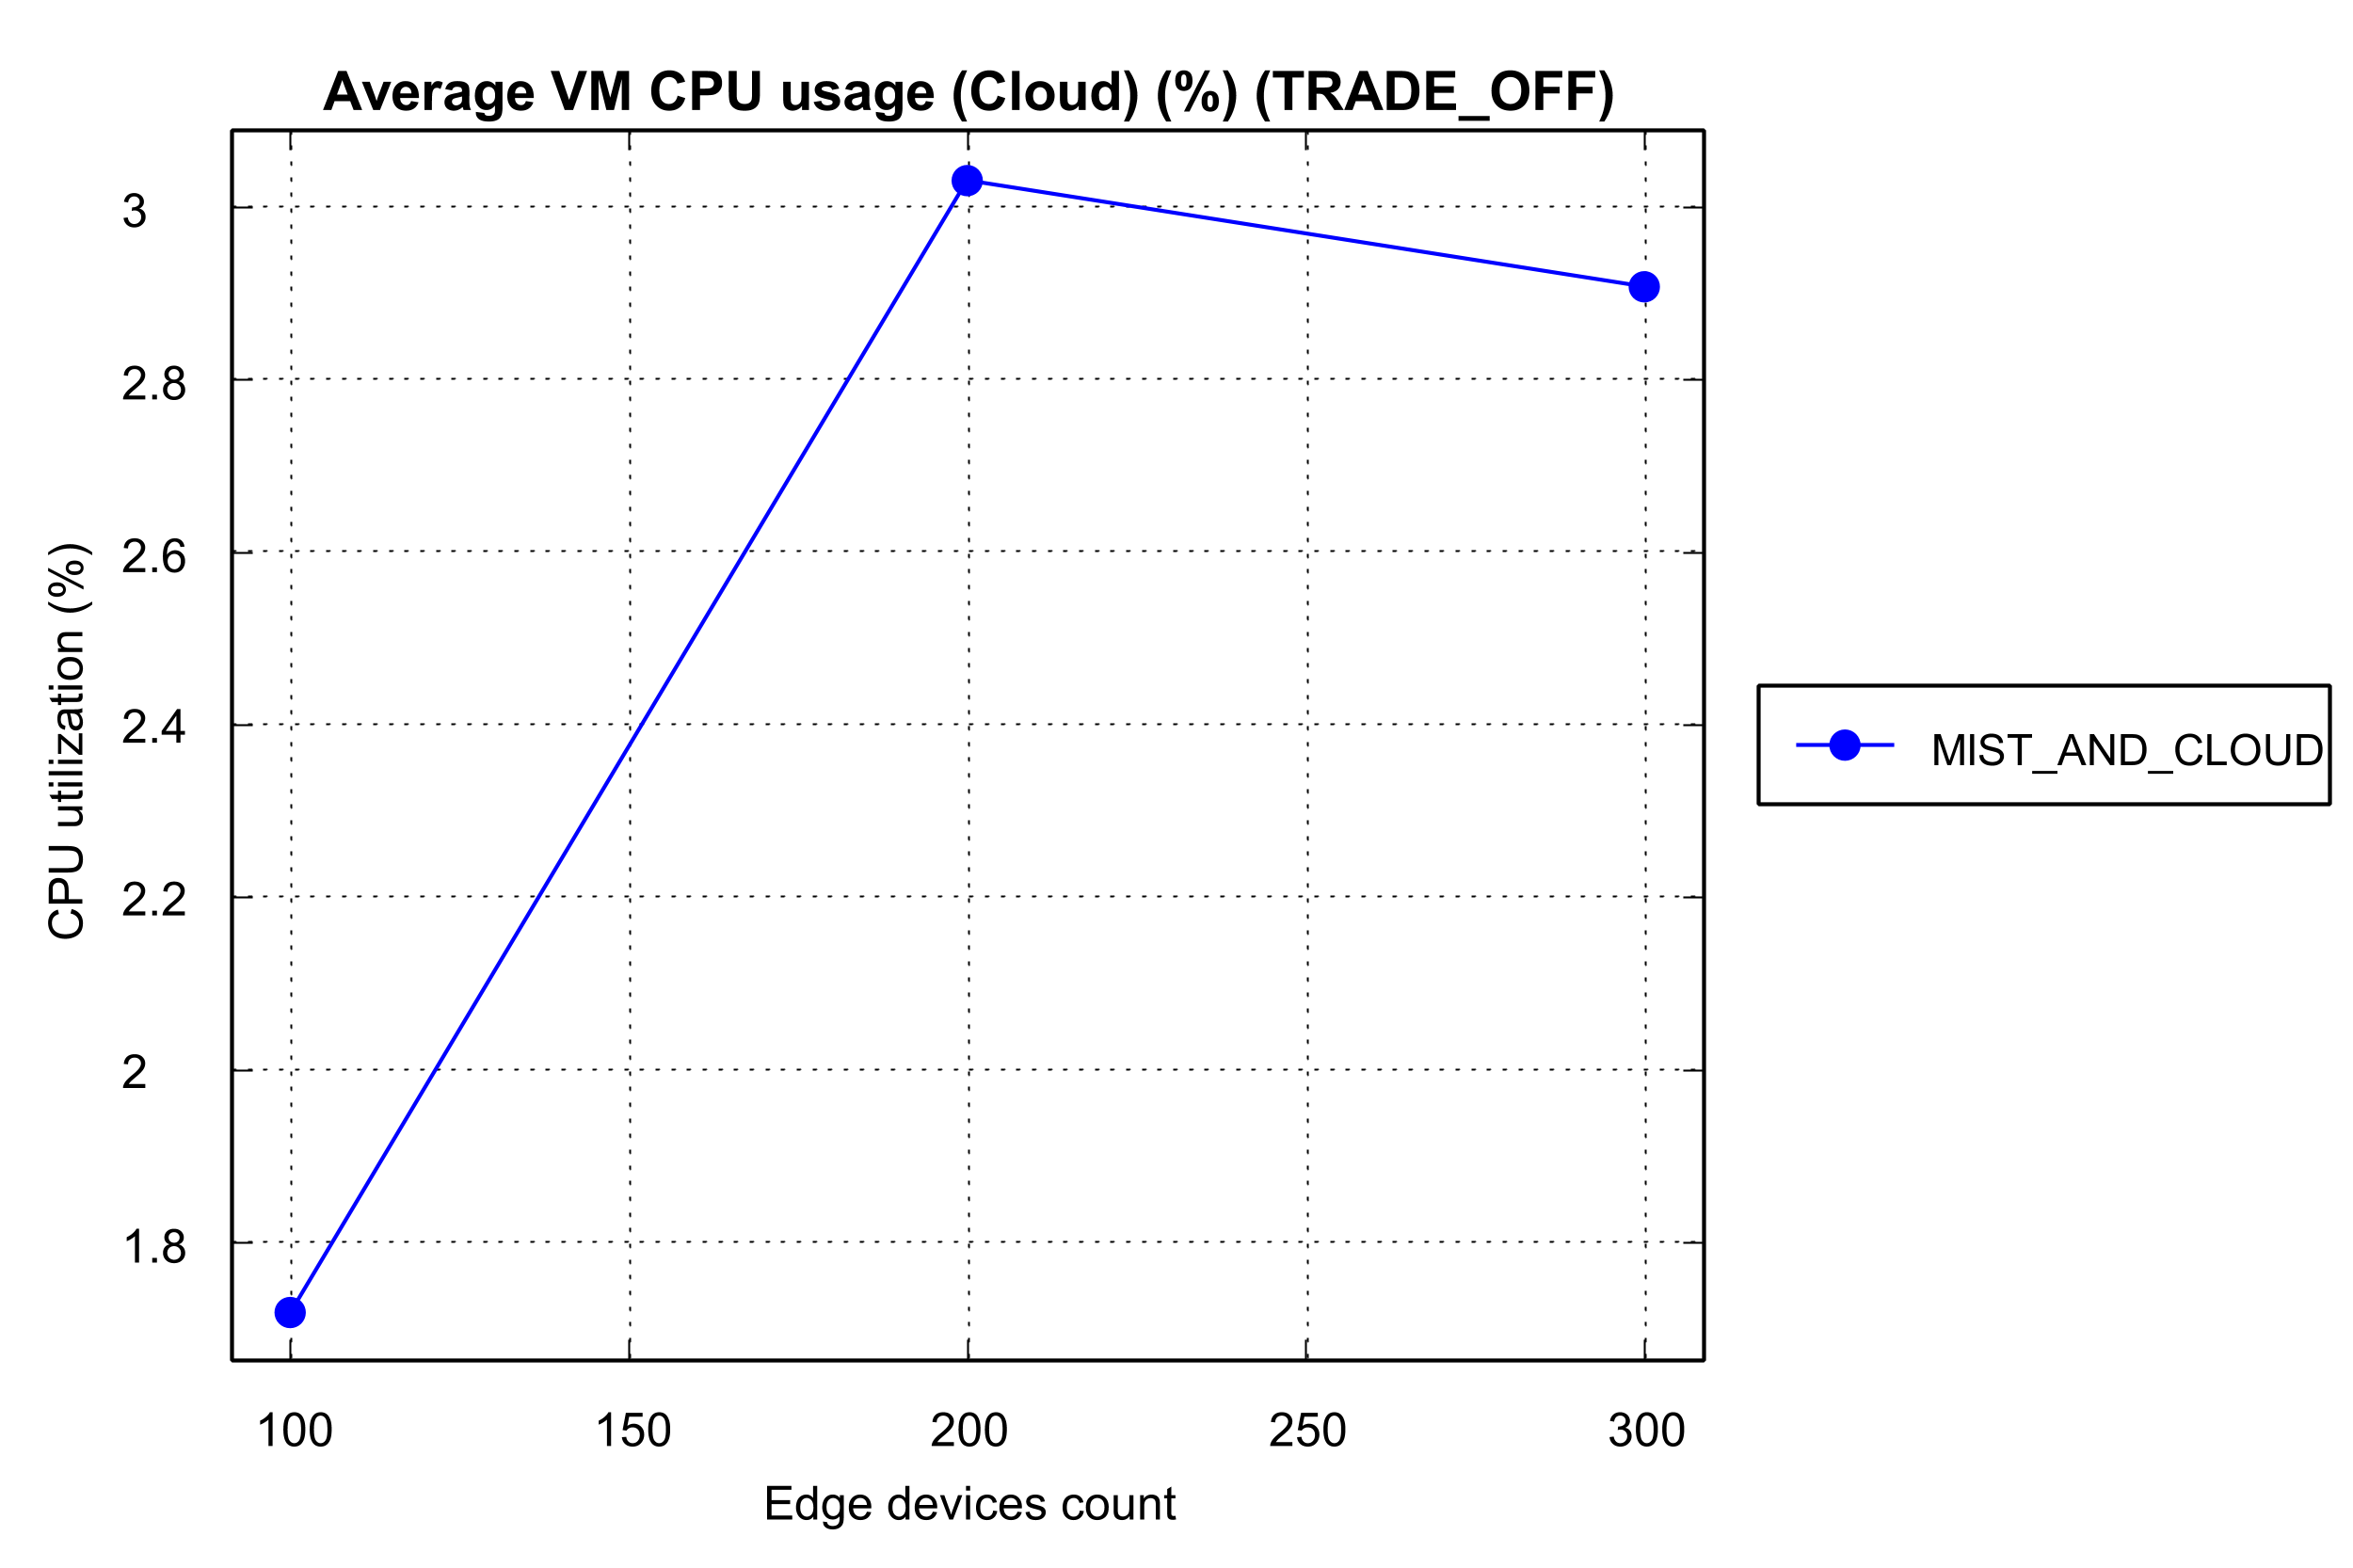 Average VM CPU usage (Cloud) (%) (TRADE_OFF)
3
2.8
2.6
2.4
2.2
2
1.8
CPU utilization (%)
MIST_AND_CLOUD
100 150 200 250 300
Edge devices count